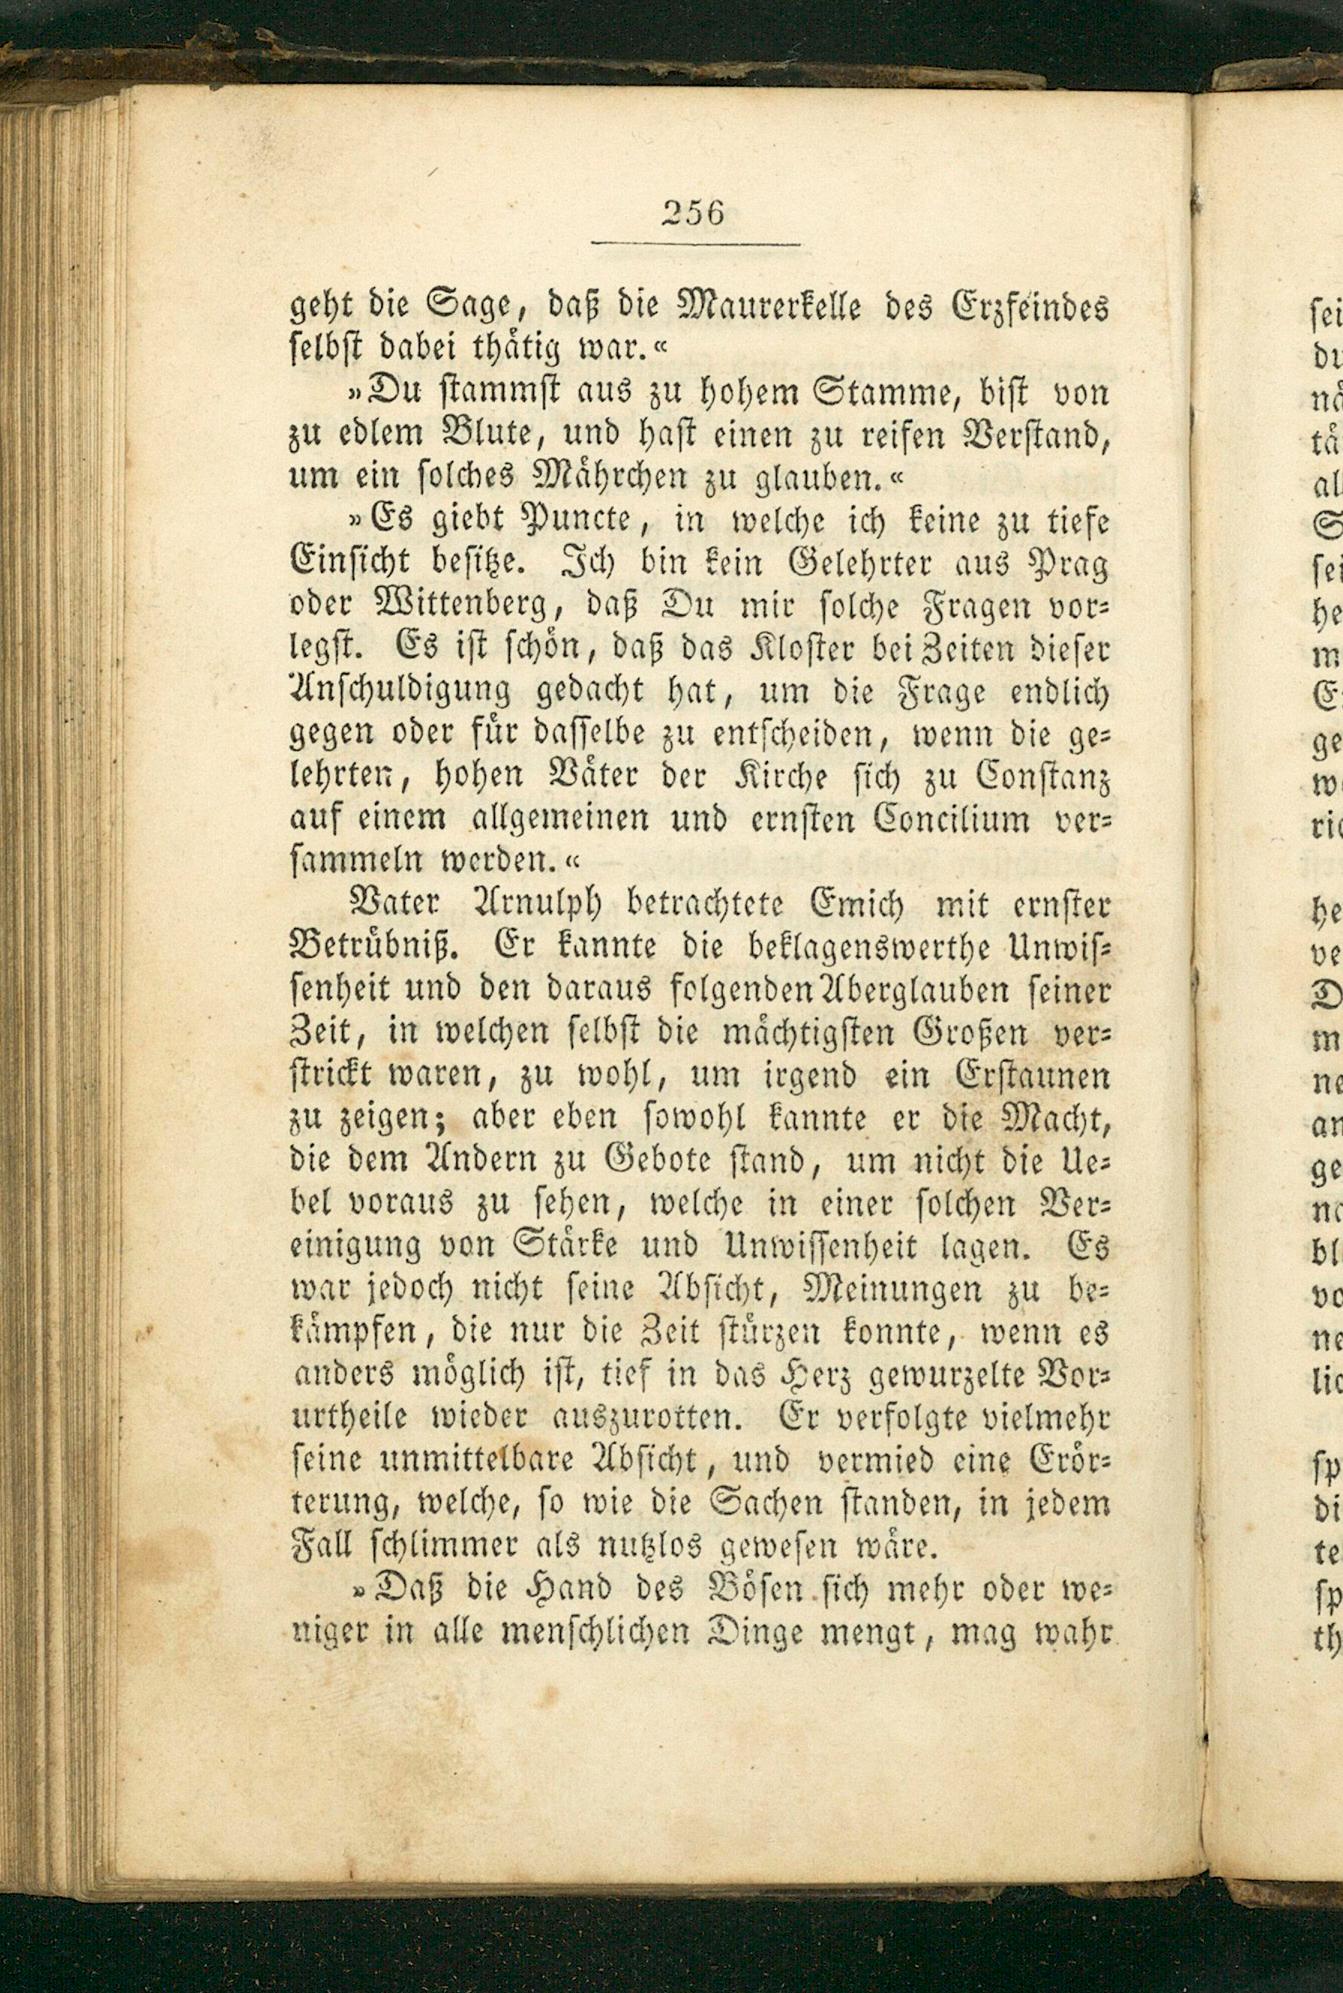 256
geht die Sage, daß die Maurerkelle des Erzfeindes
selbst dabei thätig war.«
»Du stammst aus zu hohem Stamme, bist von
zu edlem Blute, und hast einen zu reifen Verstand,
um ein solches Mährchen zu glauben.«
»Es giebt Puncte, in welche ich keine zu tiefe
Einsicht besitze. Ich bin kein Gelehrter aus Prag
oder Wittenberg, daß Du mir solche Fragen vor-
legst. Es ist schön, daß das Kloster bei Zeiten dieser
Anschuldigung gedacht hat, um die Frage endlich
gegen oder für dasselbe zu entscheiden, wenn die ge-
lehrten, hohen Väter der Kirche sich zu Constanz
auf einem allgemeinen und ernsten Concilium ver-
sammeln werden.«
Vater Arnulph betrachtete Emich mit ernster
Betrübniß. Er kannte die beklagenswerthe Unwis-
senheit und den daraus folgenden Aberglauben seiner
Zeit, in welchen selbst die mächtigsten Großen ver-
strickt waren, zu wohl, um irgend ein Erstaunen
zu zeigen; aber eben sowohl kannte er die Macht,
die dem Andern zu Gebote stand, um nicht die Ue-
bel voraus zu sehen, welche in einer solchen Ver-
einigung von Stärke und Unwissenheit lagen. Es
war jedoch nicht seine Absicht, Meinungen zu be-
kämpfen, die nur die Zeit stürzen konnte, wenn es
anders möglich ist, tief in das Herz gewurzelte Vor-
urtheile wieder auszurotten. Er verfolgte vielmehr
seine unmittelbare Absicht, und vermied eine Erör-
terung, welche, so wie die Sachen standen, in jedem
Fall schlimmer als nutzlos gewesen wäre.
»Daß die Hand des Bösen sich mehr oder we-
niger in alle menschlichen Dinge mengt, mag wahr